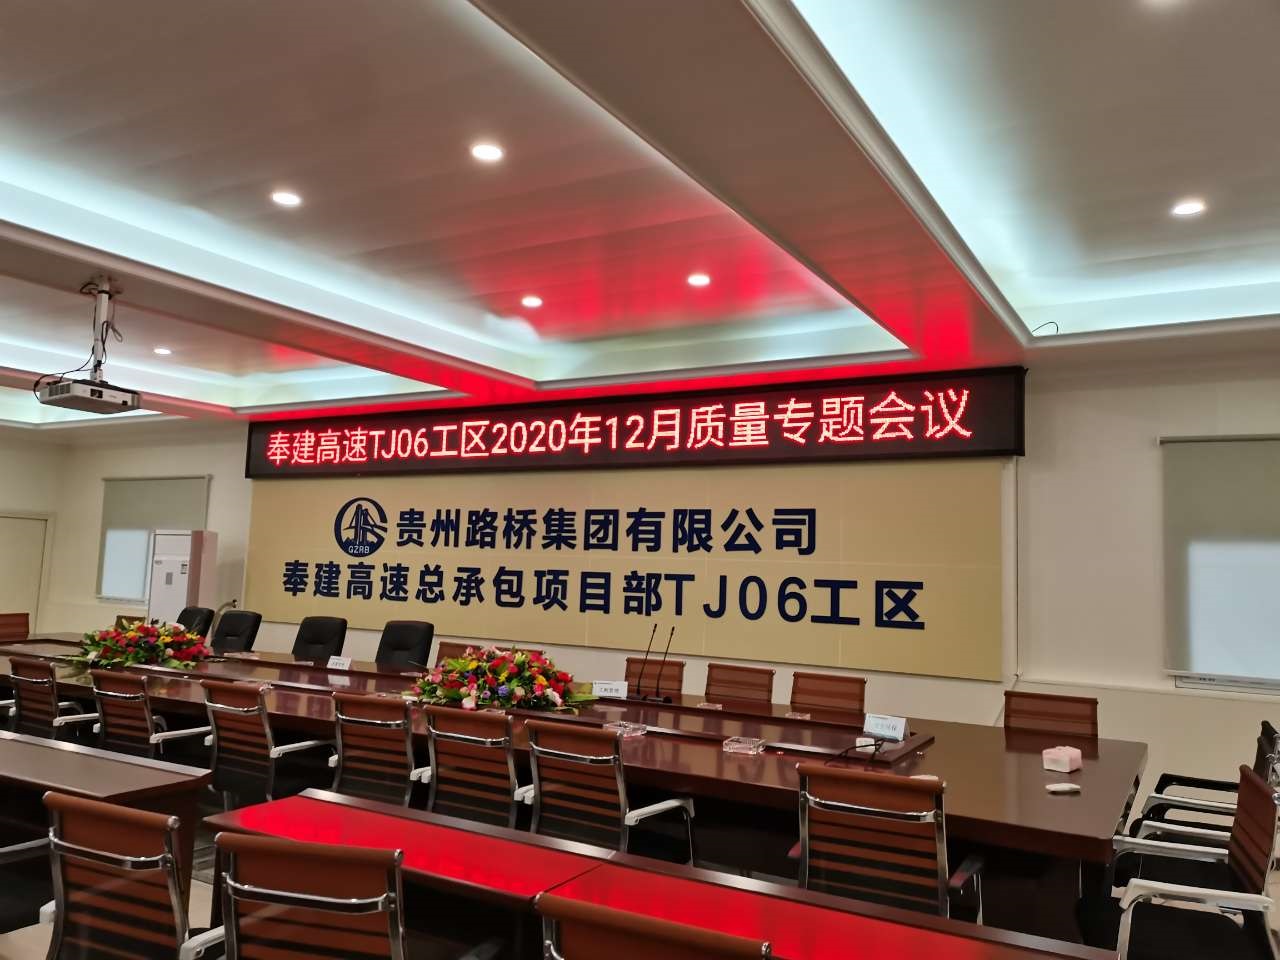 奉建高速TJ06工区2020年12月质量专题会议
GZRB
贵州路桥集团有限公司
奉建高速总承包项目部TJ06工区